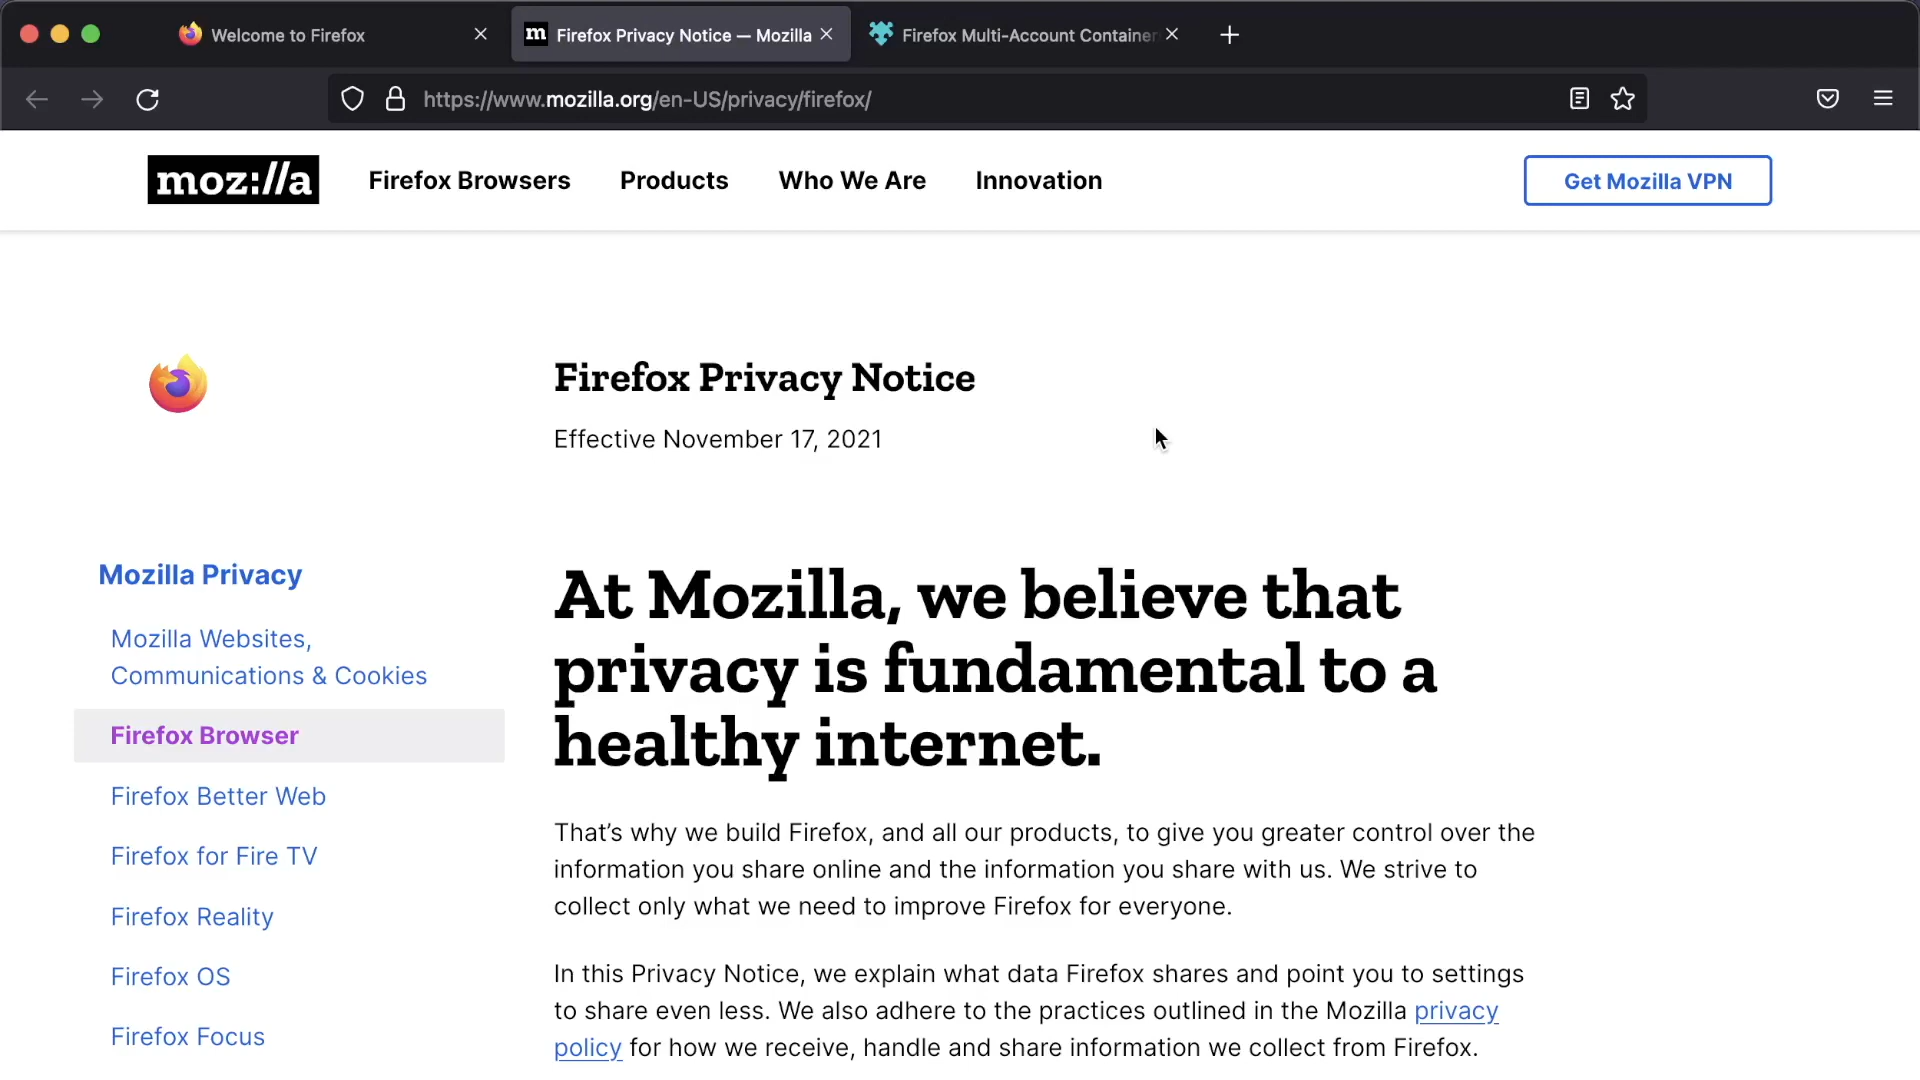 Welcome to Firefox
Firefox Privacy Notice — Mozilla
Firefox Multi-Account Container
https://www.mozilla.org/en-US/privacy/firefox/
moz://a
Firefox Browsers
Products
Who We Are
Innovation
Get Mozilla VPN
Firefox Privacy Notice
Effective November 17, 2021
Mozilla Privacy
Mozilla Websites,
Communications & Cookies
Firefox Browser
Firefox Better Web
Firefox for Fire TV
Firefox Reality
Firefox OS
Firefox Focus
At Mozilla, we believe that
privacy is fundamental to a
healthy internet.
That’s why we build Firefox, and all our products, to give you greater control over the
information you share online and the information you share with us. We strive to
collect only what we need to improve Firefox for everyone.
In this Privacy Notice, we explain what data Firefox shares and point you to settings
to share even less. We also adhere to the practices outlined in the Mozilla privacy
policy for how we receive, handle and share information we collect from Firefox.